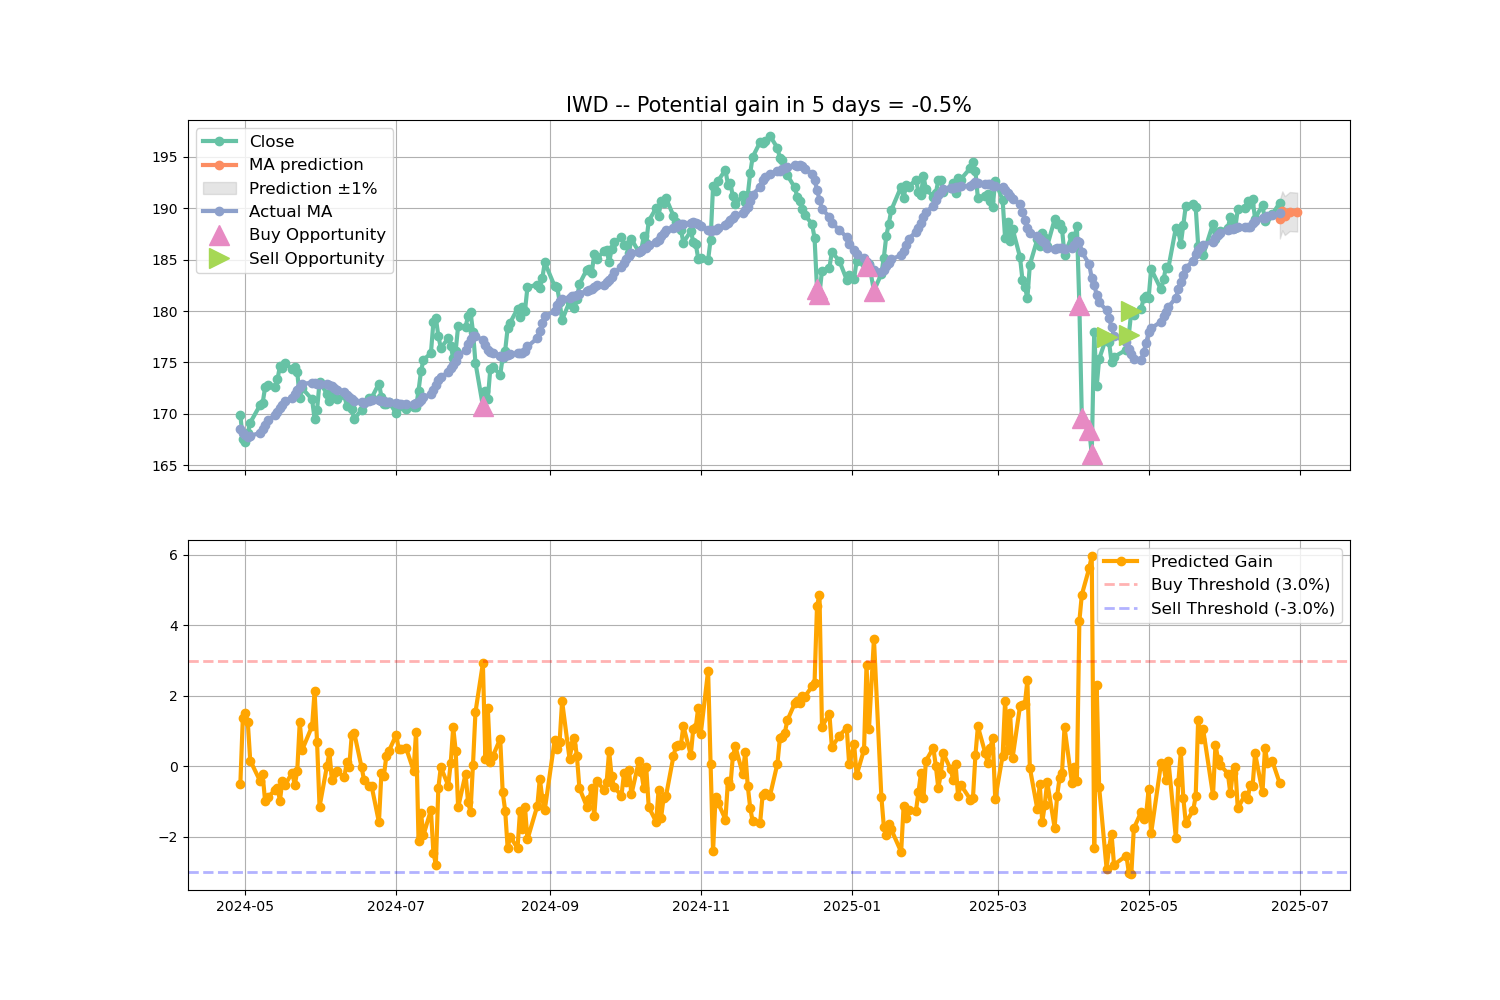 IWD -- Potential gain in 5 days = -0.5%
Close
MA prediction
Prediction ±1%
Actual MA
Buy Opportunity
Sell Opportunity
195
190
185
180
175
170
165
Predicted Gain
Buy Threshold (3.0%)
Sell Threshold (-3.0%)
6
4
2
0
−2
2024-05 2024-07 2024-09 2024-11 2025-01 2025-03 2025-05 2025-07